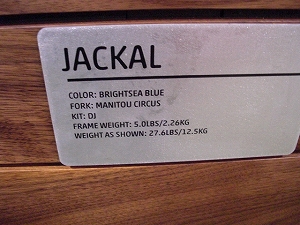 JACKAL
COLOR: BRIGHTSEA BLUE
FORK: MANITOU CIRCUS
KIT: DJ
FRAME WEIGHT: 5.0LBS/2.26KG
WEIGHT AS SHOWN: 27.6LBS/12.5KG